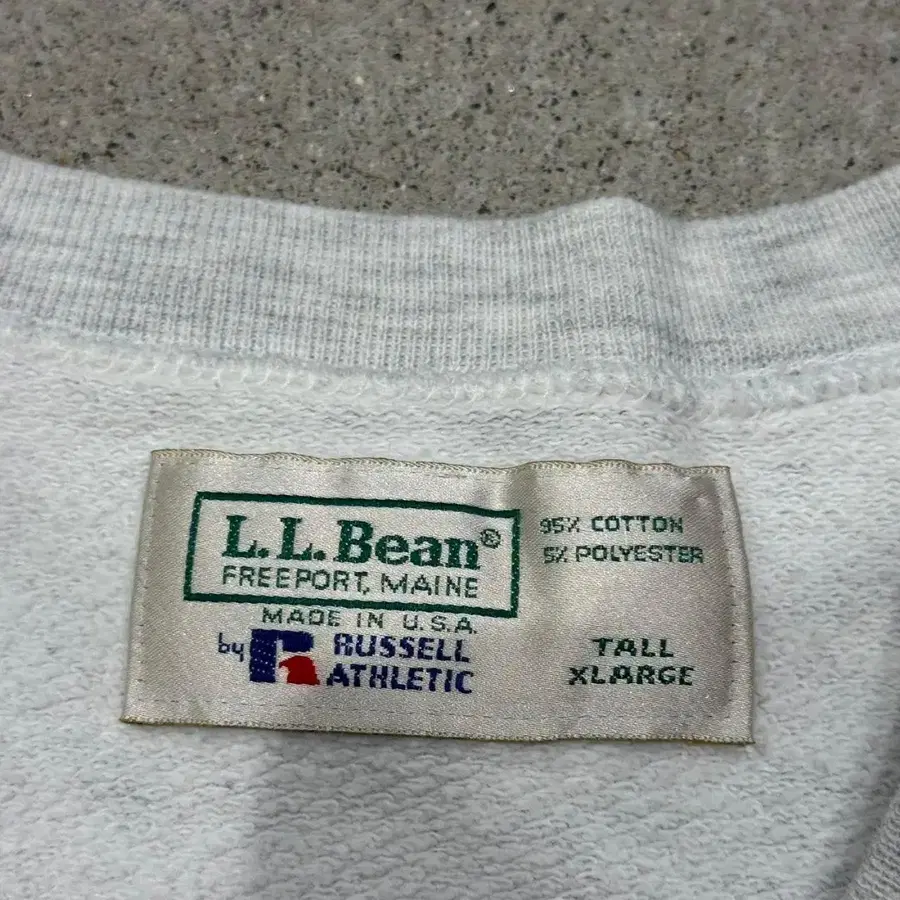 L.L.Bean®
FREEPORT, MAINE
MADE IN U.S.A.
by RUSSELL
ATHLETIC
95% COTTON
5% POLYESTER
TALL
XLARGE